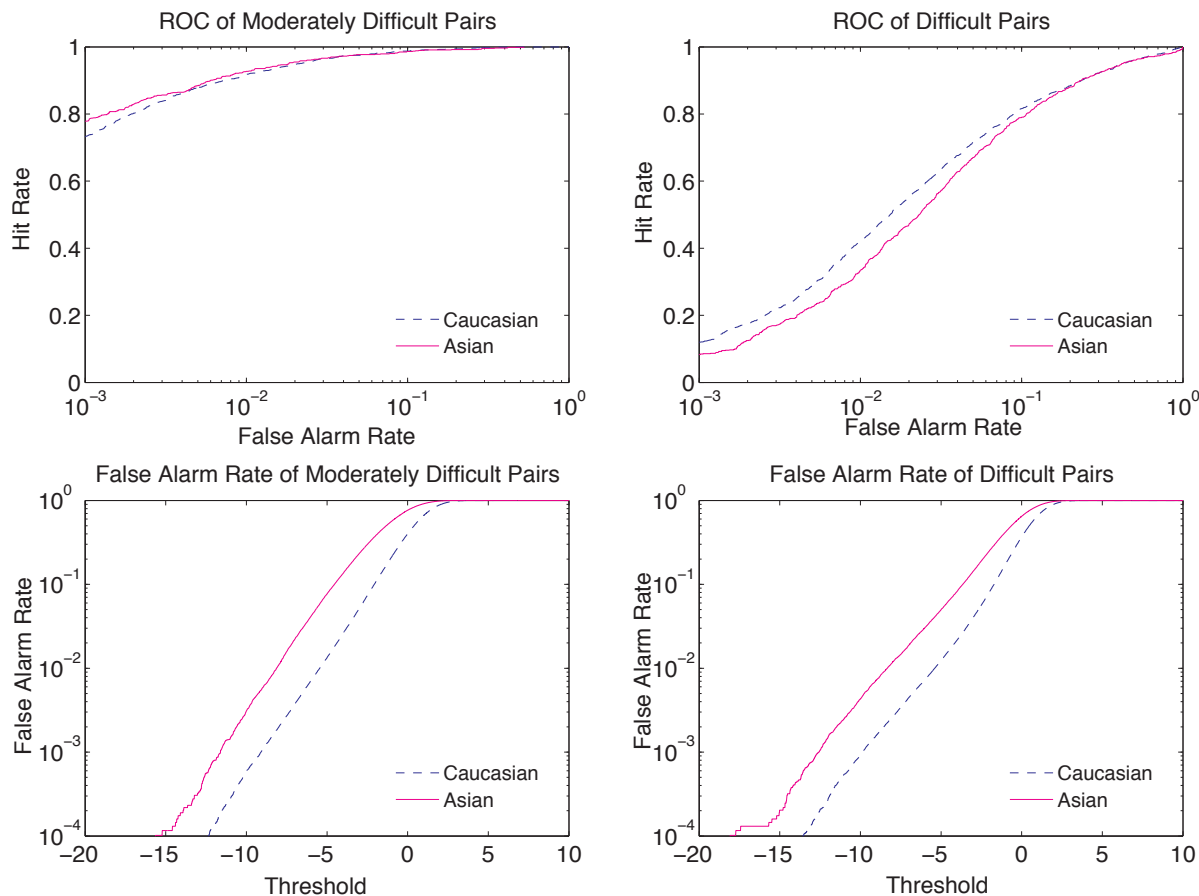 ROC of Moderately Difficult Pairs
1
0.8
0.6
0.4
0.2
0
Hit Rate
Caucasian
Asian
10^-3 10^-2 10^-1 10^0
False Alarm Rate
ROC of Difficult Pairs
1
0.8
0.6
0.4
0.2
0
Hit Rate
Caucasian
Asian
10^-3 10^-2 10^-1 10^0
False Alarm Rate
False Alarm Rate of Moderately Difficult Pairs
10^0
10^-1
10^-2
10^-3
10^-4
False Alarm Rate
Caucasian
Asian
−20 −15 −10 −5 0 5 10
Threshold
False Alarm Rate of Difficult Pairs
10^0
10^-1
10^-2
10^-3
10^-4
False Alarm Rate
Caucasian
Asian
−20 −15 −10 −5 0 5 10
Threshold